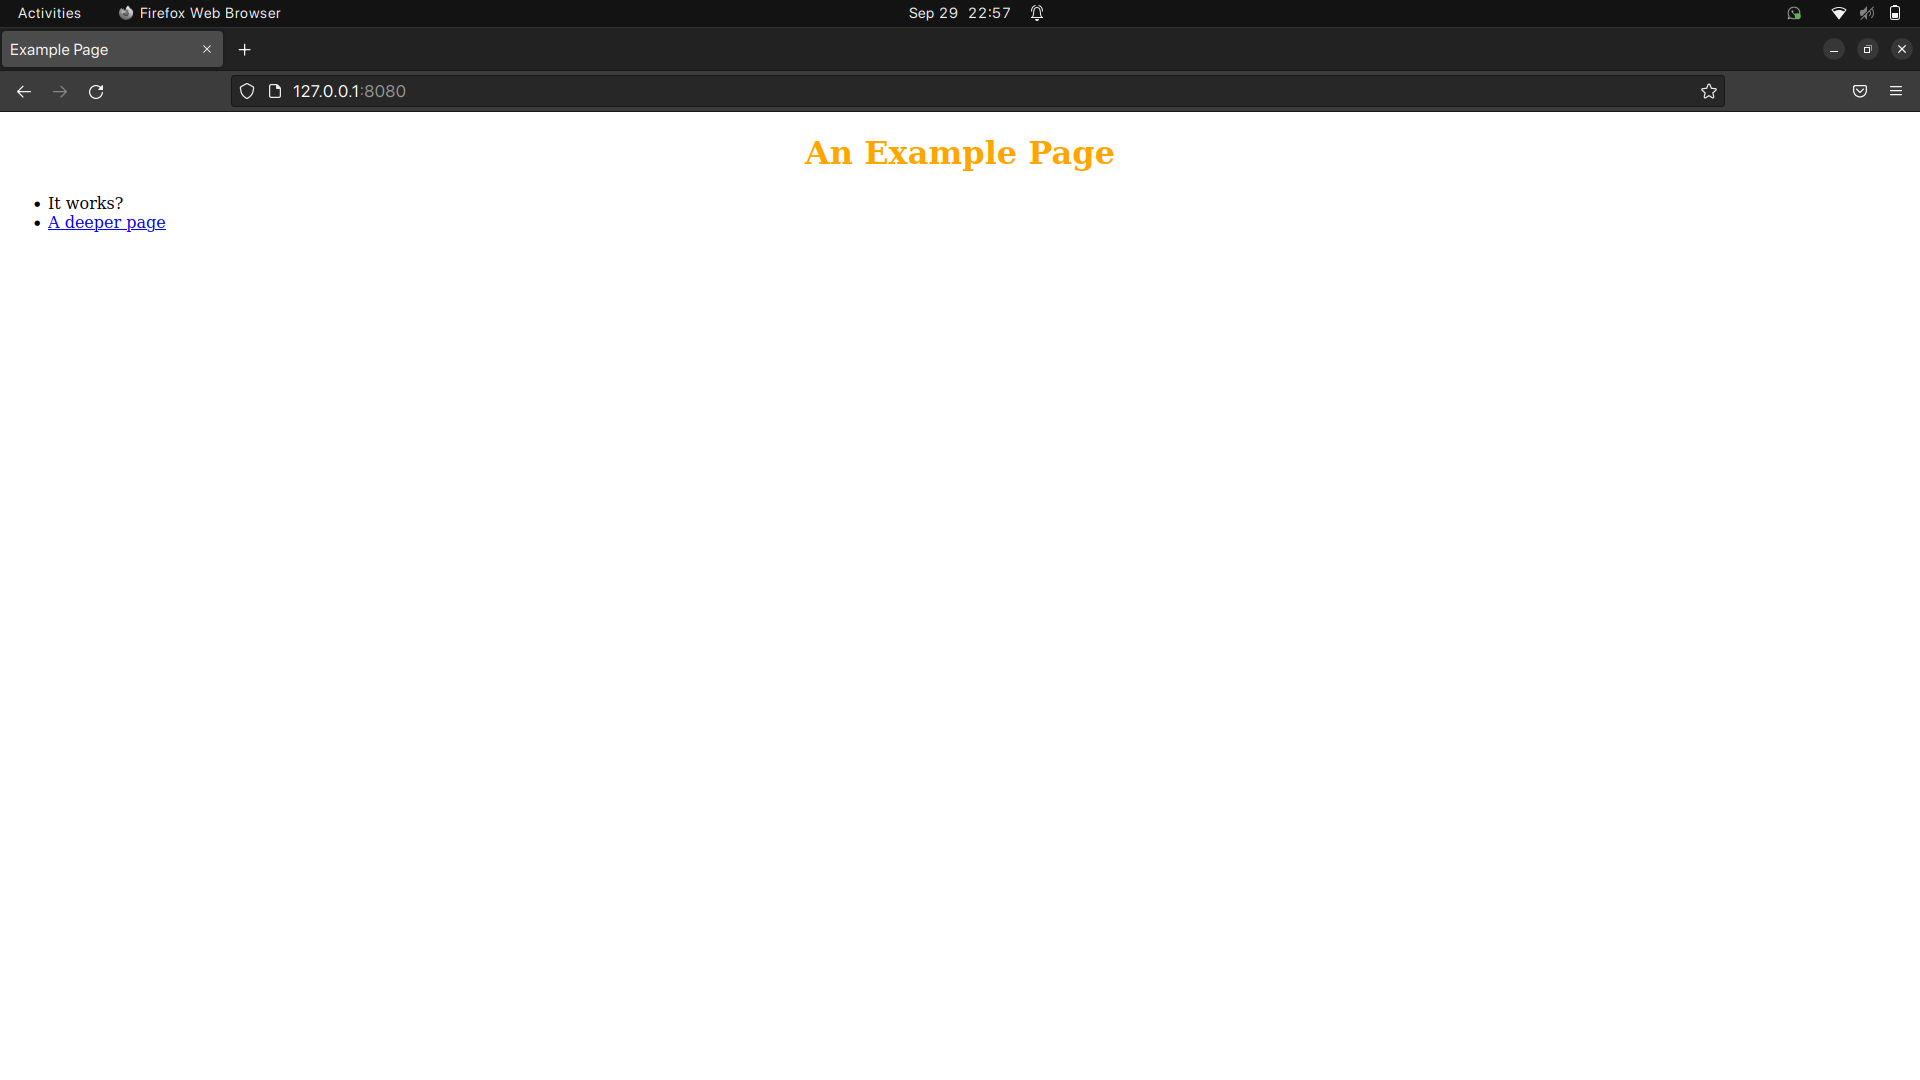 Activities Firefox Web Browser Sep 29 22:57
Example Page
127.0.0.1:8080
An Example Page
It works?
A deeper page